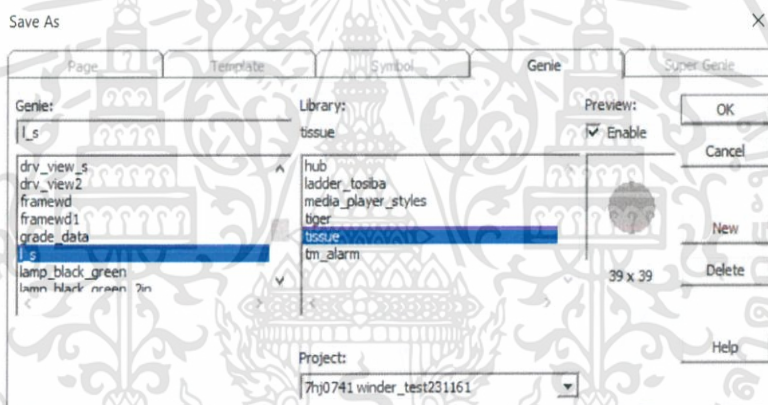 Save As
Page Template Symbol Genie Super Genie
Genie: Library: Preview:
l_s tissue Enable
OK
Cancel
New
Delete
Help
drv_view_s
drv_view2
framewd
framewd1
grade_data
l_s
lamp_black_green
lamp_black_green_2in
hub
ladder_tosiba
media_player_styles
tiger
tissue
tm_alarm
39 x 39
Project:
7hj0741 winder_test231161